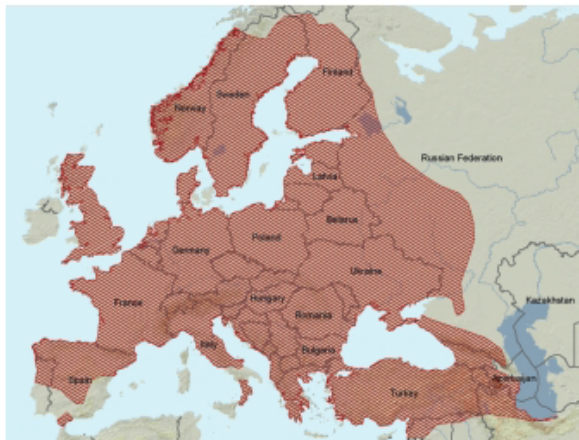 Finland
Norway
Sweden
Russian Federation
Latvia
Belarus
Poland
Germany
Ukraine
Kazakhstan
Hungary
France
Romania
Italy
Bulgaria
Spain
Azerbaijan
Turkey